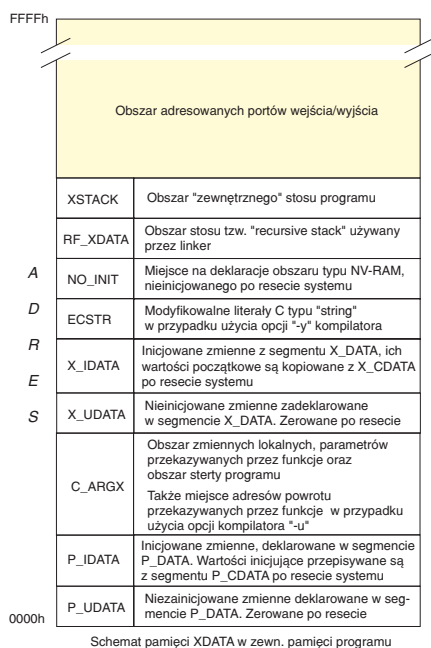 FFFFh
Obszar adresowanych portów wejścia/wyjścia
XSTACK
Obszar "zewnętrznego" stosu programu
RF_XDATA
Obszar stosu tzw. "recursive stack" używany
przez linker
NO_INIT
Miejsce na deklaracje obszaru typu NV-RAM,
nieinicjowanego po resecie systemu
ECSTR
Modyfikowalne literały C typu "string"
w przypadku użycia opcji "-y" kompilatora
X_IDATA
Inicjowane zmienne z segmentu X_DATA, ich
wartości początkowe są kopiowane z X_CDATA
po resecie systemu
X_UDATA
Nieinicjowane zmienne zadeklarowane
w segmencie X_DATA. Zerowane po resecie
C_ARGX
Obszar zmiennych lokalnych, parametrów
przekazywanych przez funkcje oraz
obszar sterty programu
Także miejsce adresów powrotu
przekazywanych przez funkcje w przypadku
użycia opcji kompilatora "-u"
P_IDATA
Inicjowane zmienne, deklarowane w segmencie
P_DATA. Wartości inicjujące przepisywane są
z segmentu P_CDATA po resecie systemu
P_UDATA
Niezainicjowane zmienne deklarowane w seg-
mencie P_DATA. Zerowane po resecie
A
D
R
E
S
0000h
Schemat pamięci XDATA w zewn. pamięci programu